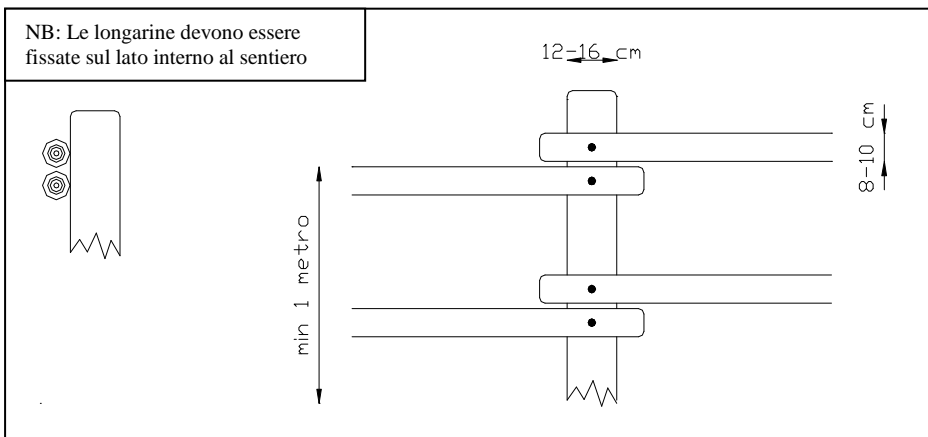 NB: Le longarine devono essere
fissate sul lato interno al sentiero
12-16 cm
8-10 cm
min 1 metro